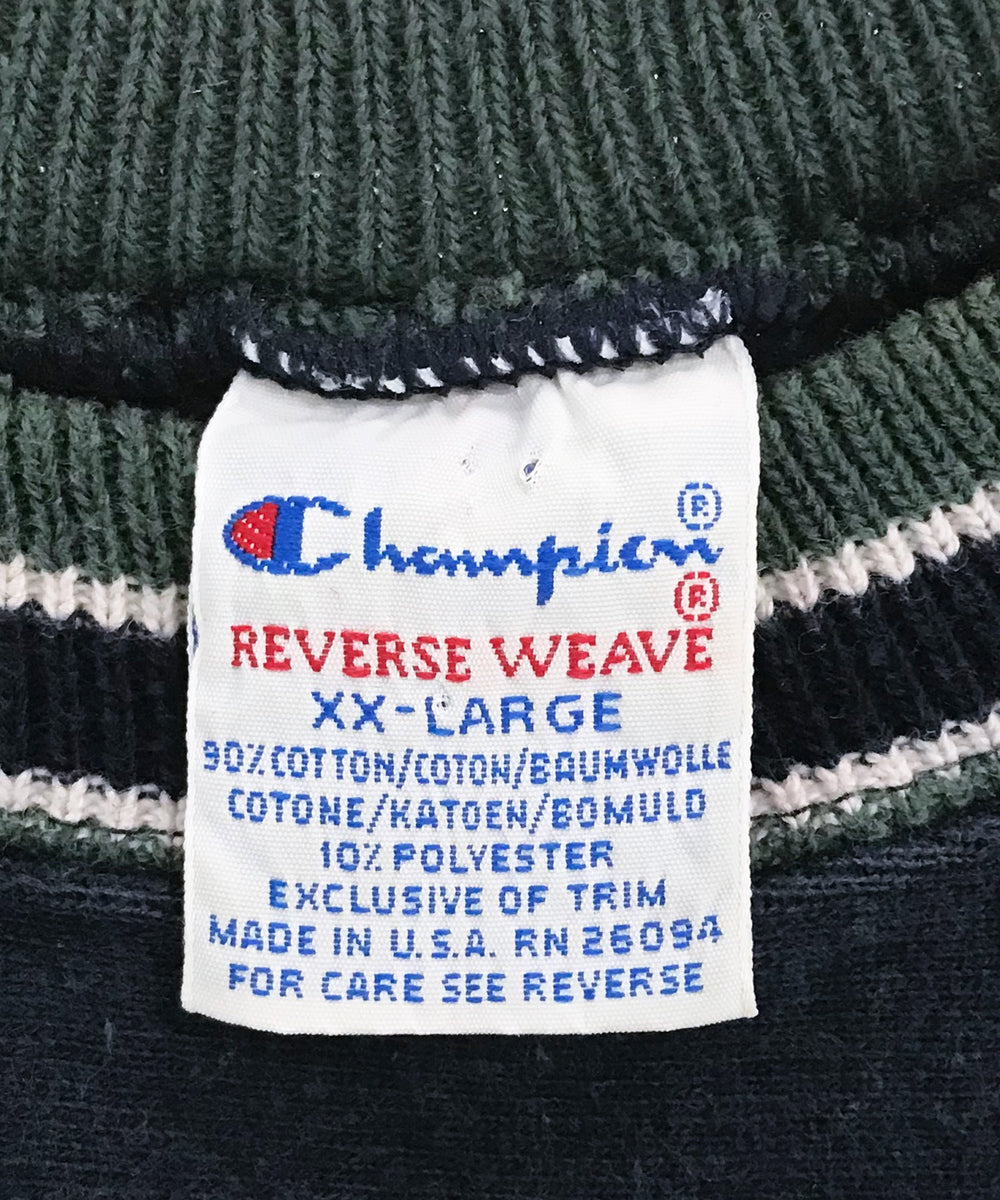 Champion®
REVERSE WEAVE®
XX-LARGE
90% COTTON/COTON/BAUMWOLLE
COTONE/KATOEN/BOMULD
10% POLYESTER
EXCLUSIVE OF TRIM
MADE IN U.S.A. RN 26094
FOR CARE SEE REVERSE